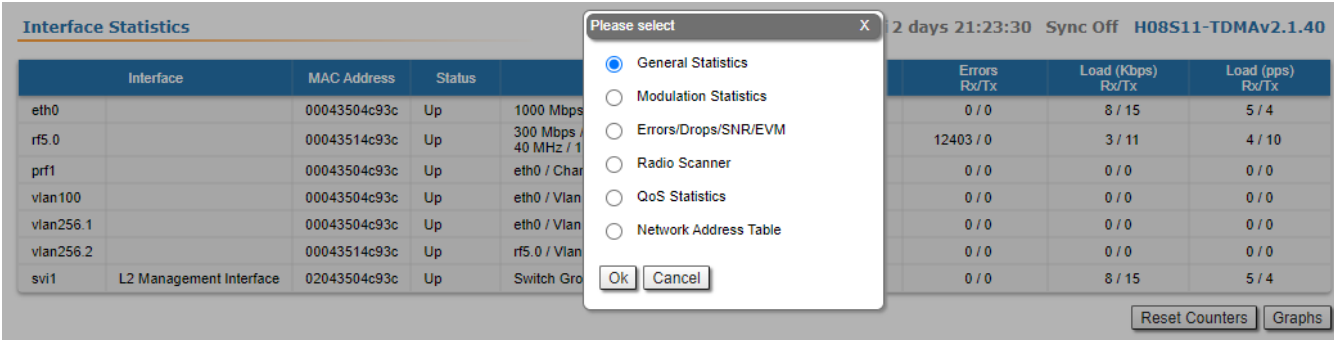 Interface Statistics
Please select X
2 days 21:23:30 Sync Off H08S11-TDMAv2.1.40
Interface MAC Address Status Errors Load (Kbps) Load (pps)
Rx/Tx Rx/Tx Rx/Tx
General Statistics
Modulation Statistics
Errors/Drops/SNR/EVM
Radio Scanner
QoS Statistics
Network Address Table
Ok Cancel
eth0 00043504c93c Up 1000 Mbps 0 / 0 8 / 15 5 / 4
rf5.0 00043514c93c Up 300 Mbps / 12403 / 0 3 / 11 4 / 10
40 MHz / 1
prf1 00043504c93c Up eth0 / Chan 0 / 0 0 / 0 0 / 0
vlan100 00043504c93c Up eth0 / Vlan 0 / 0 0 / 0 0 / 0
vlan256.1 00043504c93c Up eth0 / Vlan 0 / 0 0 / 0 0 / 0
vlan256.2 00043514c93c Up rf5.0 / Vlan 0 / 0 0 / 0 0 / 0
svi1 L2 Management Interface 02043504c93c Up Switch Gro 0 / 0 8 / 15 5 / 4
Reset Counters Graphs